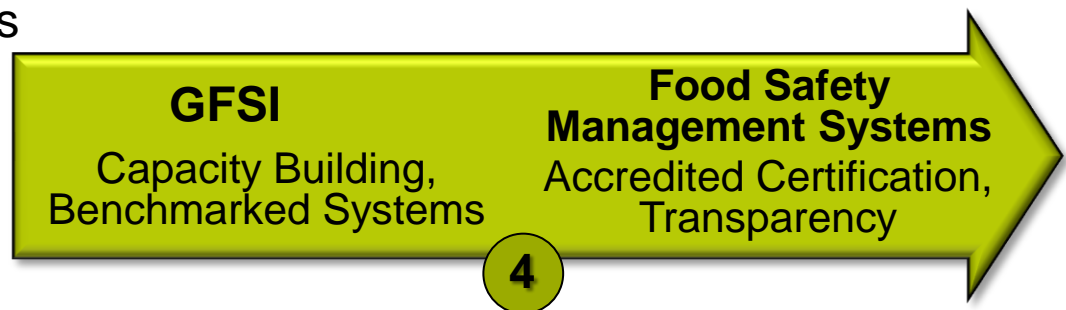 s
GFSI
Capacity Building,
Benchmarked Systems
Food Safety
Management Systems
Accredited Certification,
Transparency
4